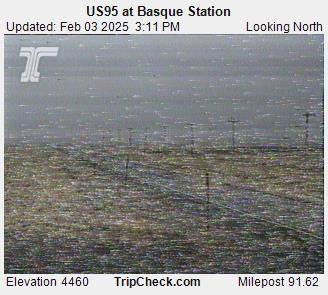 US95 at Basque Station
Updated: Feb 03 2025 3:11 PM Looking North
Elevation 4460 TripCheck.com Milepost 91.62